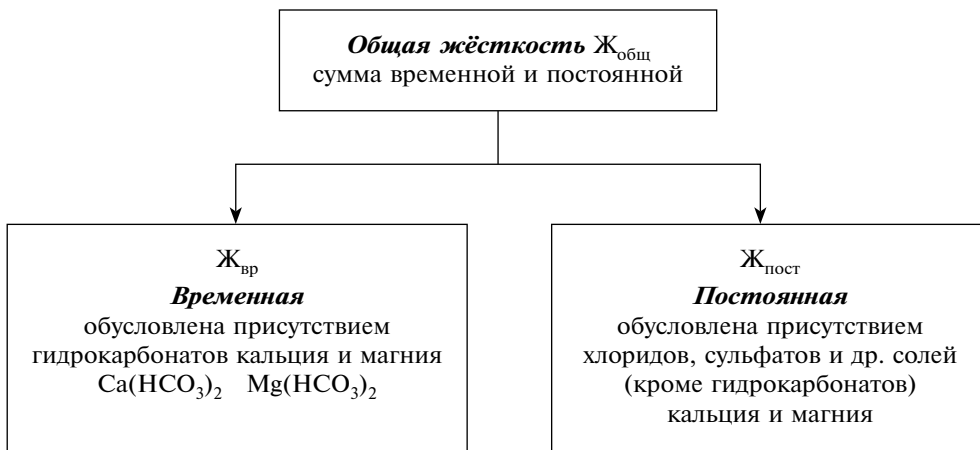 Общая жёсткость Жобщ
сумма временной и постоянной
Жвр
Временная
обусловлена присутствием
гидрокарбонатов кальция и магния
Ca(HCO₃)₂ Mg(HCO₃)₂
Жпост
Постоянная
обусловлена присутствием
хлоридов, сульфатов и др. солей
(кроме гидрокарбонатов)
кальция и магния